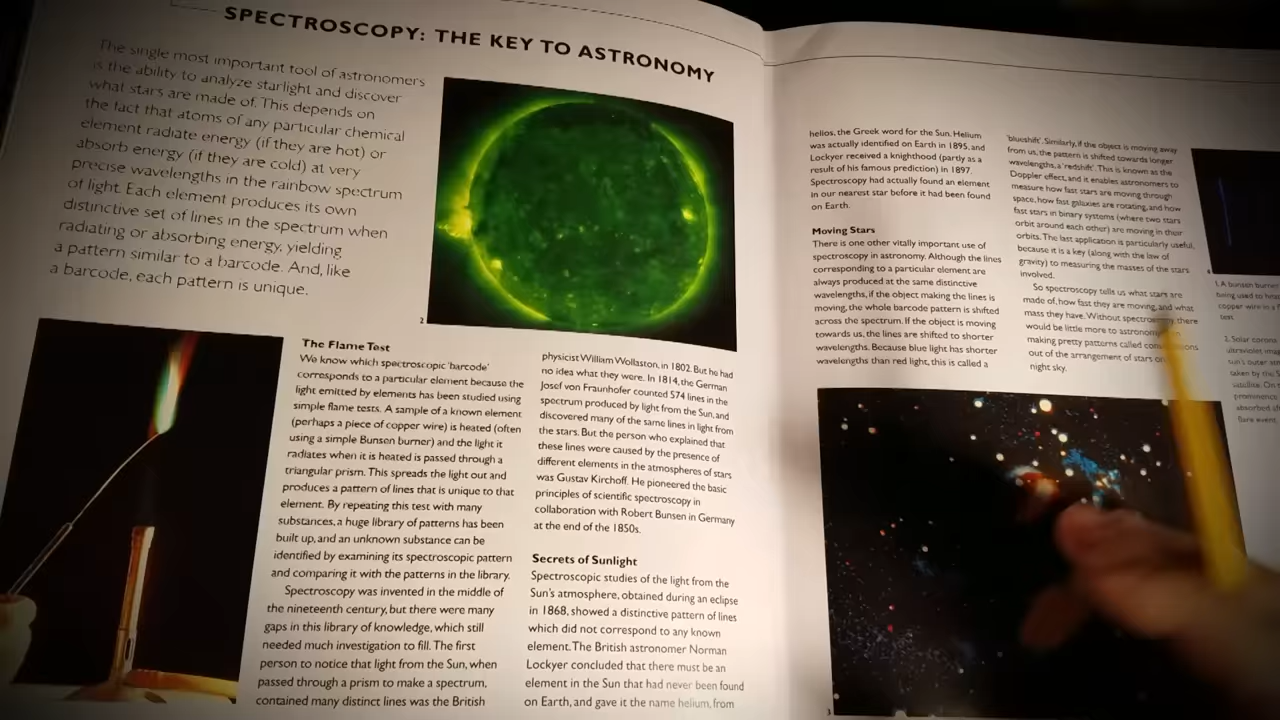 SPECTROSCOPY: THE KEY TO ASTRONOMY
The single most important tool of astronomers
is the ability to analyze starlight and discover
what stars are made of. This depends on
the fact that atoms of any particular chemical
element radiate energy (if they are hot) or
absorb energy (if they are cold) at very
precise wavelengths in the rainbow spectrum
of light. Each element produces its own
distinctive set of lines in the spectrum when
radiating or absorbing energy, yielding
a pattern similar to a barcode. And, like
a barcode, each pattern is unique.
2
The Flame Test
We know which spectroscopic 'barcode'
corresponds to a particular element because the
light emitted by elements has been studied using
simple flame tests. A sample of a known element
(perhaps a piece of copper wire) is heated (often
using a simple Bunsen burner) and the light it
radiates when it is heated is passed through a
triangular prism. This spreads the light out and
produces a pattern of lines that is unique to that
element. By repeating this test with many
substances, a huge library of patterns has been
built up, and an unknown substance can be
identified by examining its spectroscopic pattern
and comparing it with the patterns in the library.
Spectroscopy was invented in the middle of
the nineteenth century, but there were many
gaps in this library of knowledge, which still
needed much investigation to fill. The first
person to notice that light from the Sun, when
passed through a prism to make a spectrum,
contained many distinct lines was the British
physicist William Wollaston, in 1802. But he had
no idea what they were. In 1814, the German
Josef von Fraunhofer counted 574 lines in the
spectrum produced by light from the Sun, and
discovered many of the same lines in light from
the stars. But the person who explained that
these lines were caused by the presence of
different elements in the atmospheres of stars
was Gustav Kirchoff. He pioneered the basic
principles of scientific spectroscopy in
collaboration with Robert Bunsen in Germany
at the end of the 1850s.
Secrets of Sunlight
Spectroscopic studies of the light from the
Sun's atmosphere, obtained during an eclipse
in 1868, showed a distinctive pattern of lines
which did not correspond to any known
element. The British astronomer Norman
Lockyer concluded that there must be an
element in the Sun that had never been found
on Earth, and gave it the name helium, from
helios, the Greek word for the Sun. Helium
was actually identified on Earth in 1895, and
Lockyer received a knighthood (partly as a
result of his famous prediction) in 1897.
Spectroscopy had actually found an element
in our nearest star before it had been found
on Earth.
Moving Stars
There is one other vitally important use of
spectroscopy in astronomy. Although the lines
corresponding to a particular element are
always produced at the same distinctive
wavelengths, if the object making the lines is
moving, the whole barcode pattern is shifted
across the spectrum. If the object is moving
towards us, the lines are shifted to shorter
wavelengths. Because blue light has shorter
wavelengths than red light, this is called a
'blueshift'. Similarly, if the object is moving away
from us, the pattern is shifted towards longer
wavelengths, a 'redshift'. This is known as the
Doppler effect, and it enables astronomers to
measure how fast stars are moving through
space, how fast galaxies are rotating, and how
fast stars in binary systems (where two stars
orbit around each other) are moving in their
orbits. The last application is particularly useful,
because it is a key (along with the law of
gravity) to measuring the masses of the stars
involved.
So spectroscopy tells us what stars are
made of, how fast they are moving, and what
mass they have. Without there
would be little more to
making pretty patterns called
out of the arrangement of stars
night sky.
3
1. A bunsen burner
being used to
copper wire in a
test.
2. Solar corona
ultraviolet
sun's outer
taken by the
satellite. On
prominence
absorbed
flare event.